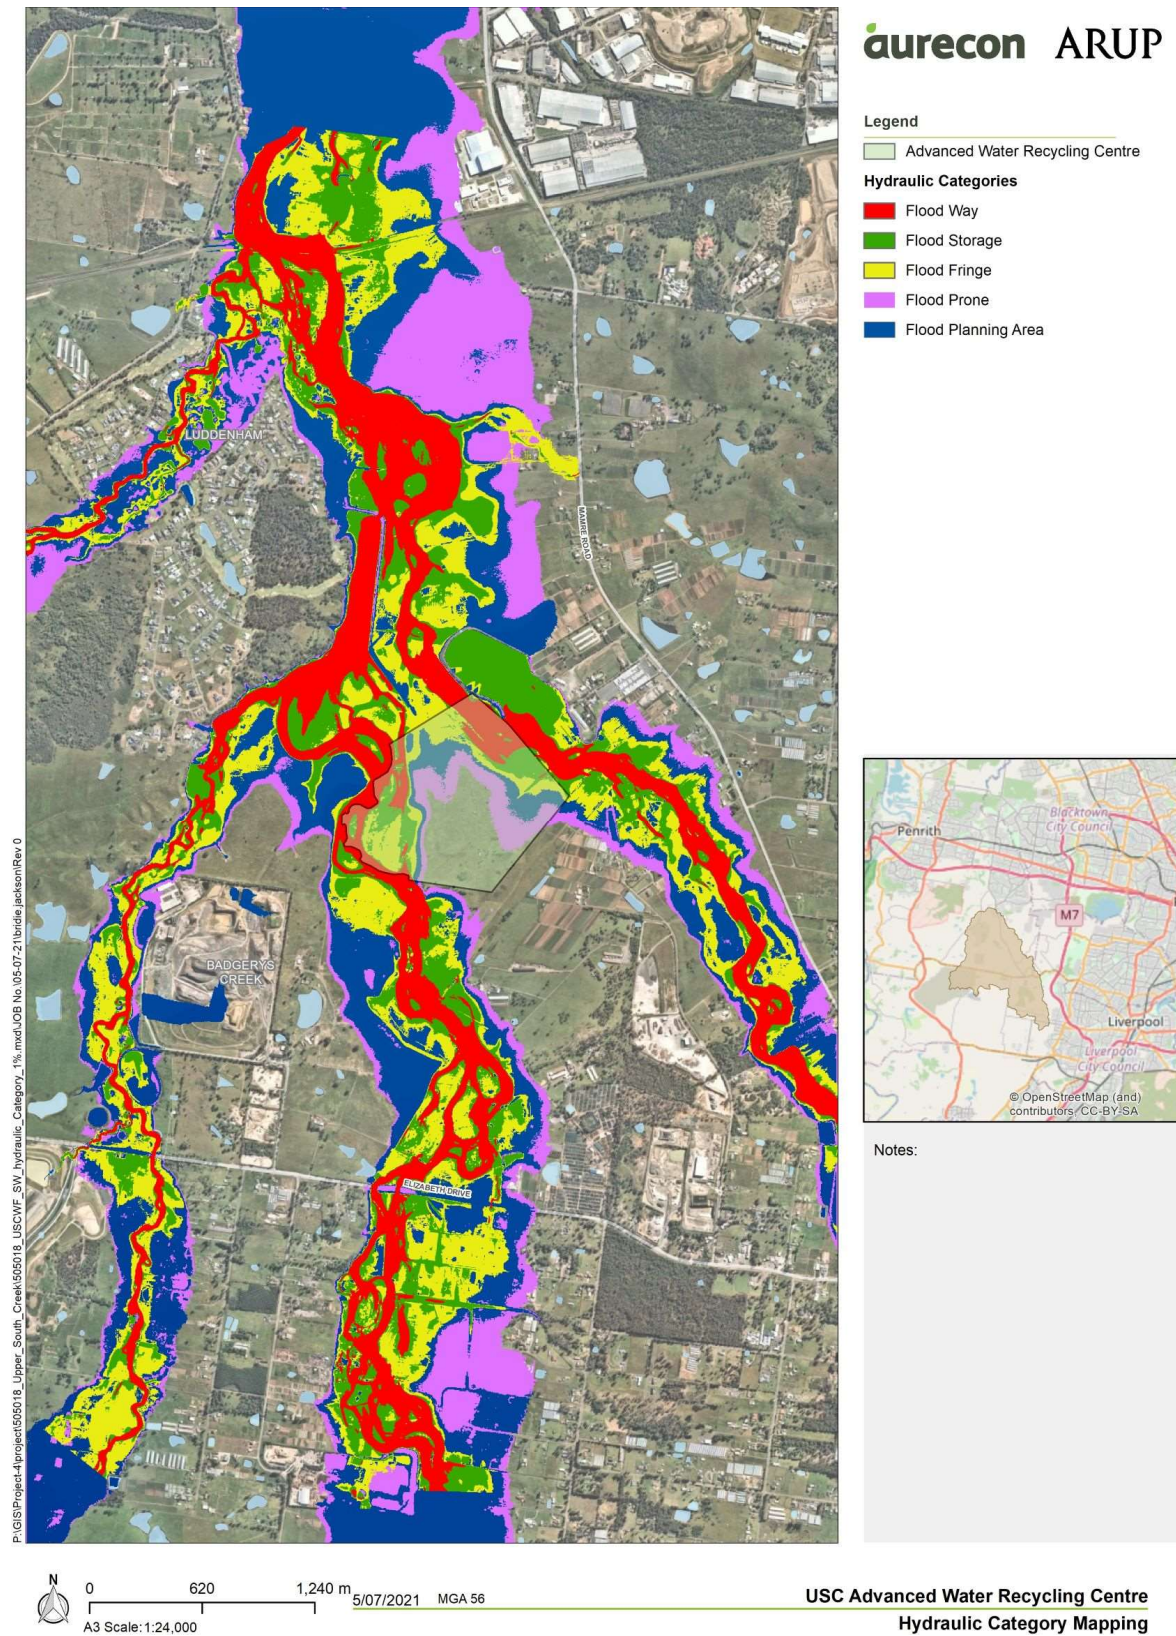 aurecon ARUP
Legend
Advanced Water Recycling Centre
Hydraulic Categories
Flood Way
Flood Storage
Flood Fringe
Flood Prone
Flood Planning Area
LUDDENHAM
MAMRE ROAD
BADGERYS
CREEK
ELIZABETH DRIVE
Blacktown
City Council
Penrith
M7
Liverpool
Liverpool
City Council
© OpenStreetMap (and)
contributors, CC-BY-SA
Notes:
P:\GIS\Project-4\project\505018_Upper_South_Creek\505018_USCWF_SW_hydraulic_Category_1%.mxd\JOB No.\05-07-21\bridie.jackson\Rev 0
N
0 620 1,240 m
A3 Scale: 1:24,000
5/07/2021 MGA 56
USC Advanced Water Recycling Centre
Hydraulic Category Mapping